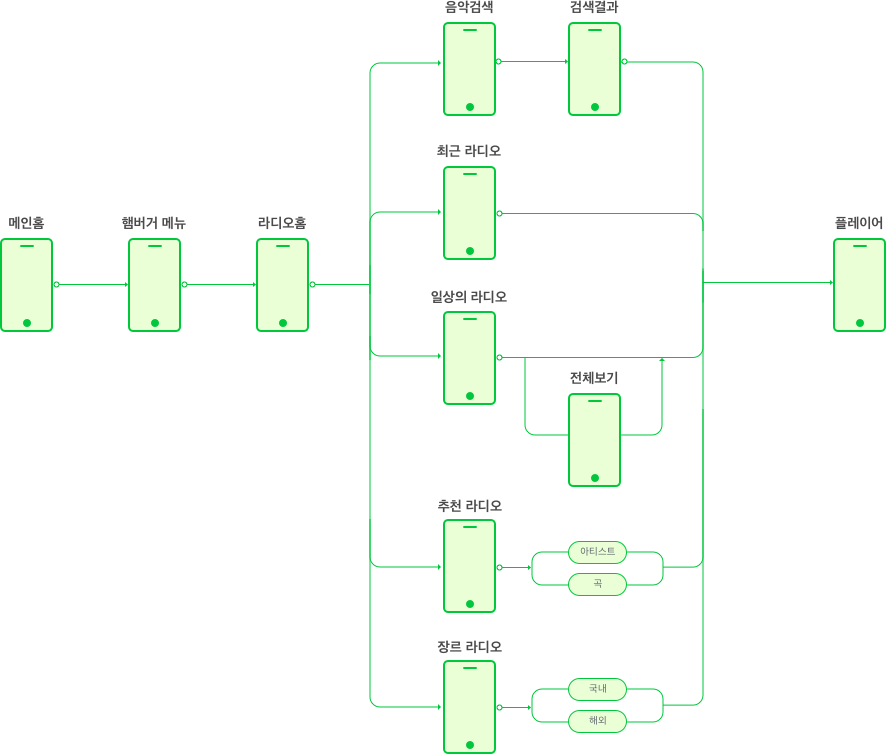 음악검색
검색결과
최근 라디오
메인홈
햄버거 메뉴
라디오홈
플레이어
일상의 라디오
전체보기
추천 라디오
아티스트
곡
장르 라디오
국내
해외